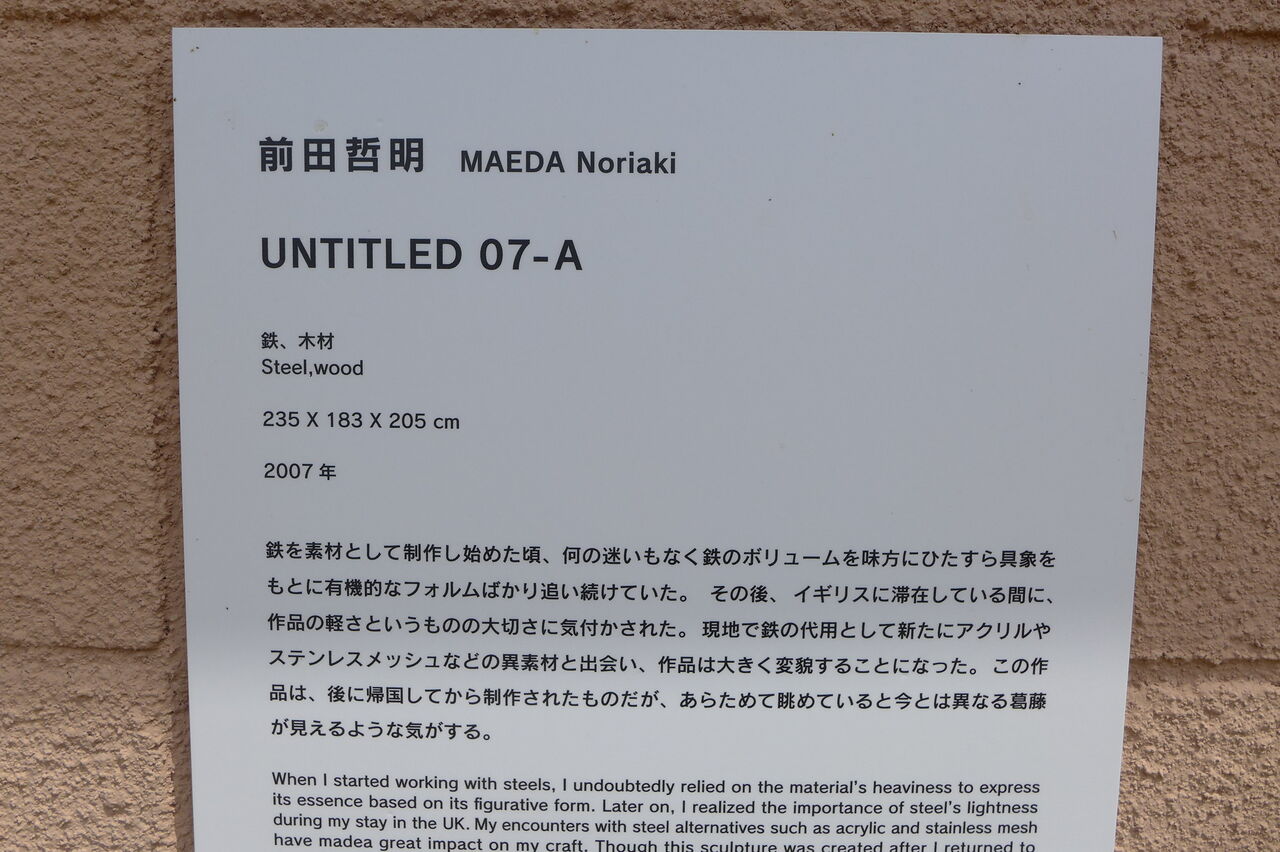 前田哲明 MAEDA Noriaki
UNTITLED 07-A
鉄、木材
Steel,wood
235 X 183 X 205 cm
2007 年
鉄を素材として制作し始めた頃、何の迷いもなく鉄のボリュームを味方にひたすら具象を
もとに有機的なフォルムばかり追い続けていた。 その後、 イギリスに滞在している間に、
作品の軽さというものの大切さに気付かされた。 現地で鉄の代用として新たにアクリルや
ステンレスメッシュなどの異素材と出会い、作品は大きく変貌することになった。 この作
品は、後に帰国してから制作されたものだが、あらためて眺めていると今とは異なる葛藤
が見えるような気がする。
When I started working with steels, I undoubtedly relied on the material's heaviness to express
its essence based on its figurative form. Later on, I realized the importance of steel's lightness
during my stay in the UK. My encounters with steel alternatives such as acrylic and stainless mesh
have madea great impact on my craft. Though this sculpture was created after I returned to